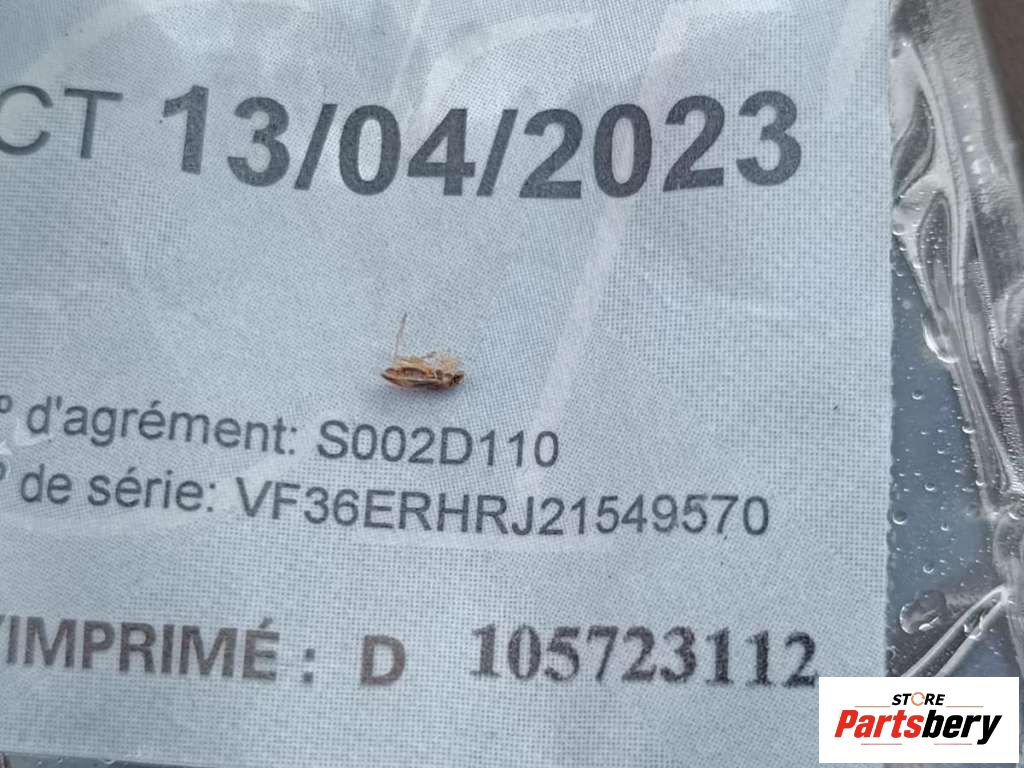 CT 13/04/2023
º d'agrément: S002D110
º de série: VF36ERHRJ21549570
'IMPRIMÉ : D 105723112
STORE
Partsbery